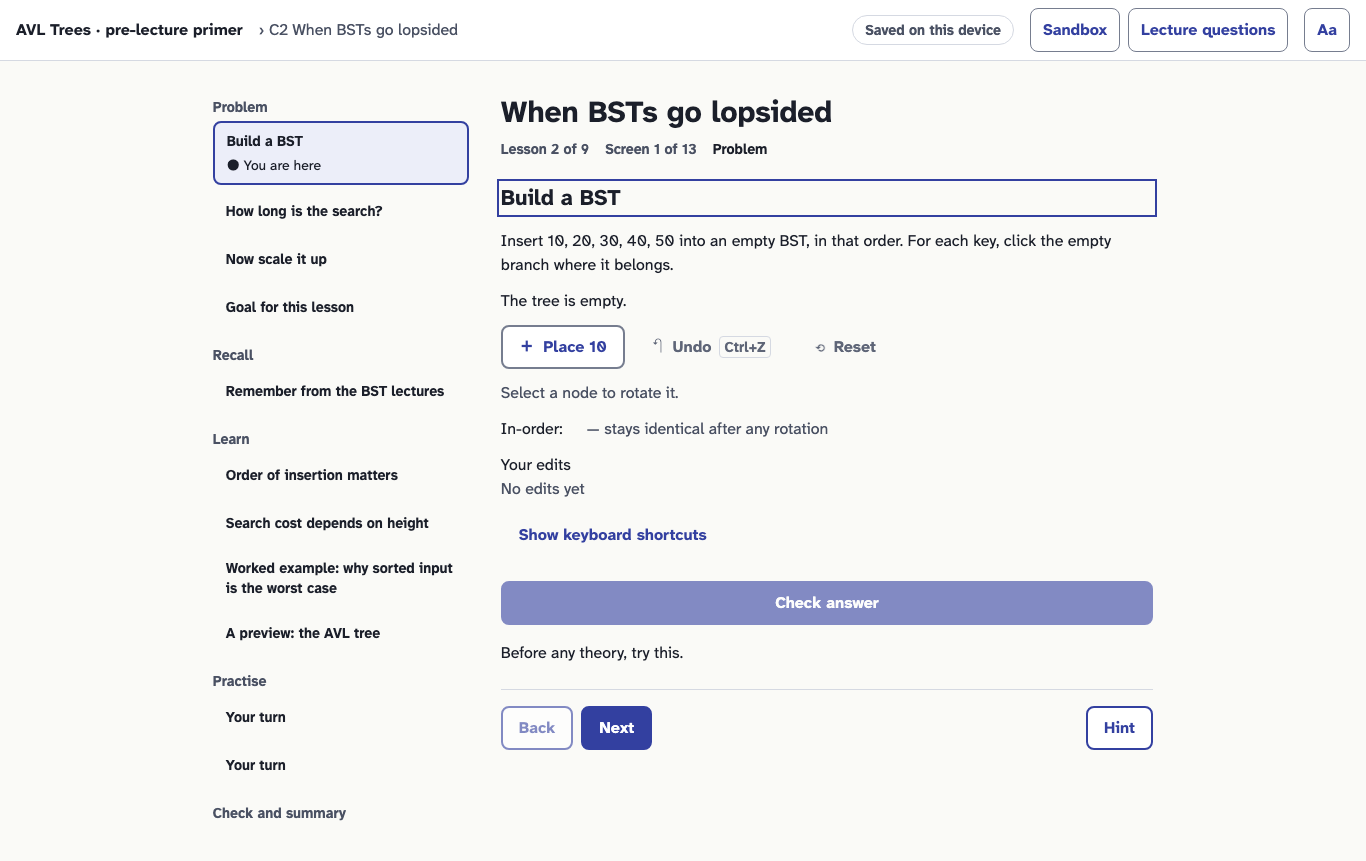 AVL Trees · pre-lecture primer › C2 When BSTs go lopsided
Saved on this device
Sandbox
Lecture questions
Aa
Problem
Build a BST
You are here
How long is the search?
Now scale it up
Goal for this lesson
Recall
Remember from the BST lectures
Learn
Order of insertion matters
Search cost depends on height
Worked example: why sorted input
is the worst case
A preview: the AVL tree
Practise
Your turn
Your turn
Check and summary
When BSTs go lopsided
Lesson 2 of 9 Screen 1 of 13 Problem
Build a BST
Insert 10, 20, 30, 40, 50 into an empty BST, in that order. For each key, click the empty
branch where it belongs.
The tree is empty.
+ Place 10
Undo Ctrl+Z
Reset
Select a node to rotate it.
In-order: — stays identical after any rotation
Your edits
No edits yet
Show keyboard shortcuts
Check answer
Before any theory, try this.
Back
Next
Hint